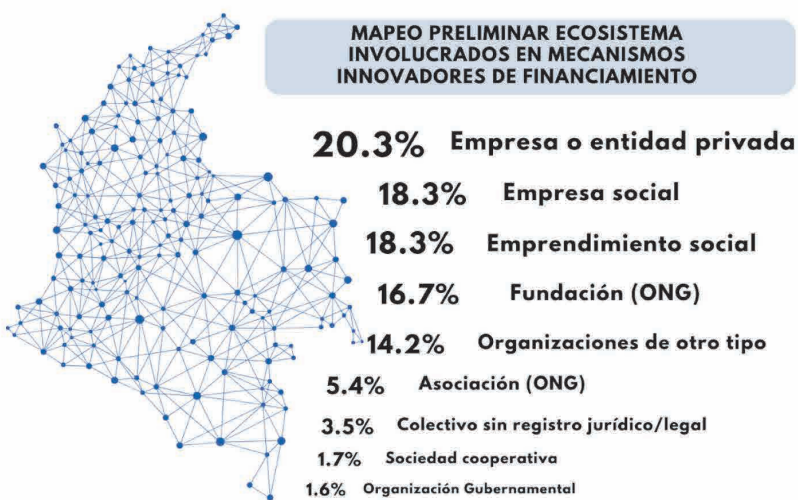 MAPEO PRELIMINAR ECOSISTEMA
INVOLUCRADOS EN MECANISMOS
INNOVADORES DE FINANCIAMIENTO
20.3% Empresa o entidad privada
18.3% Empresa social
18.3% Emprendimiento social
16.7% Fundación (ONG)
14.2% Organizaciones de otro tipo
5.4% Asociación (ONG)
3.5% Colectivo sin registro jurídico/legal
1.7% Sociedad cooperativa
1.6% Organización Gubernamental